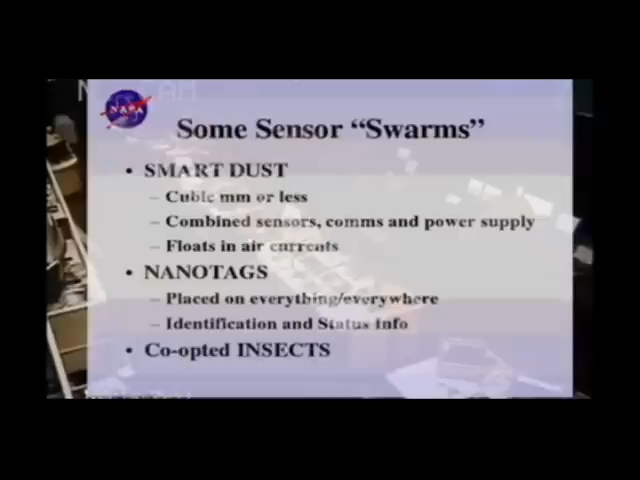 NASA
Some Sensor “Swarms”
• SMART DUST
– Cubic mm or less
– Combined sensors, comms and power supply
– Floats in air currents
• NANOTAGS
– Placed on everything/everywhere
– Identification and Status Info
• Co-opted INSECTS